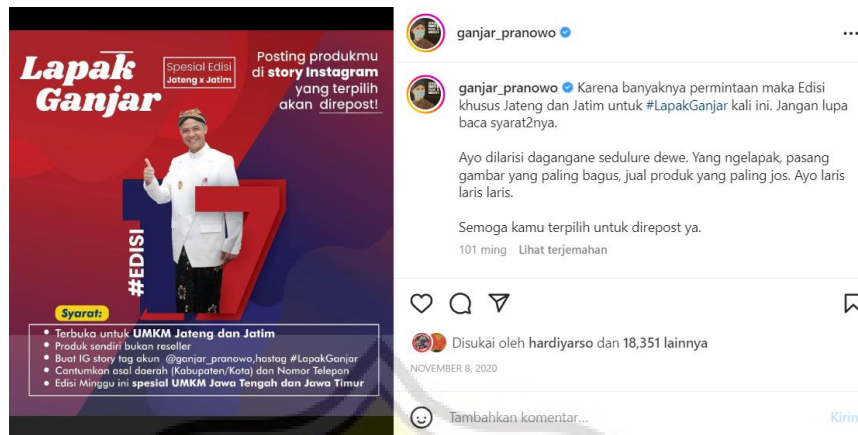 Lapak
Ganjar
Spesial Edisi
Jateng x Jatim
Posting produkmu
di story Instagram
yang terpilih
akan direpost!
#EDISI
17
Syarat:
• Terbuka untuk UMKM Jateng dan Jatim
• Produk sendiri bukan reseller
• Buat IG story tag akun @ganjar_pranowo,hastag #LapakGanjar
• Cantumkan asal daerah (Kabupaten/Kota) dan Nomor Telepon
• Edisi Minggu ini spesial UMKM Jawa Tengah dan Jawa Timur
ganjar_pranowo
ganjar_pranowo Karena banyaknya permintaan maka Edisi
khusus Jateng dan Jatim untuk #LapakGanjar kali ini. Jangan lupa
baca syarat2nya.
Ayo dilarisi dagangane sedulure dewe. Yang ngelapak, pasang
gambar yang paling bagus, jual produk yang paling jos. Ayo laris
laris laris.
Semoga kamu terpilih untuk direpost ya.
101 ming Lihat terjemahan
Disukai oleh hardiyarso dan 18,351 lainnya
NOVEMBER 8, 2020
Tambahkan komentar...
Kirim